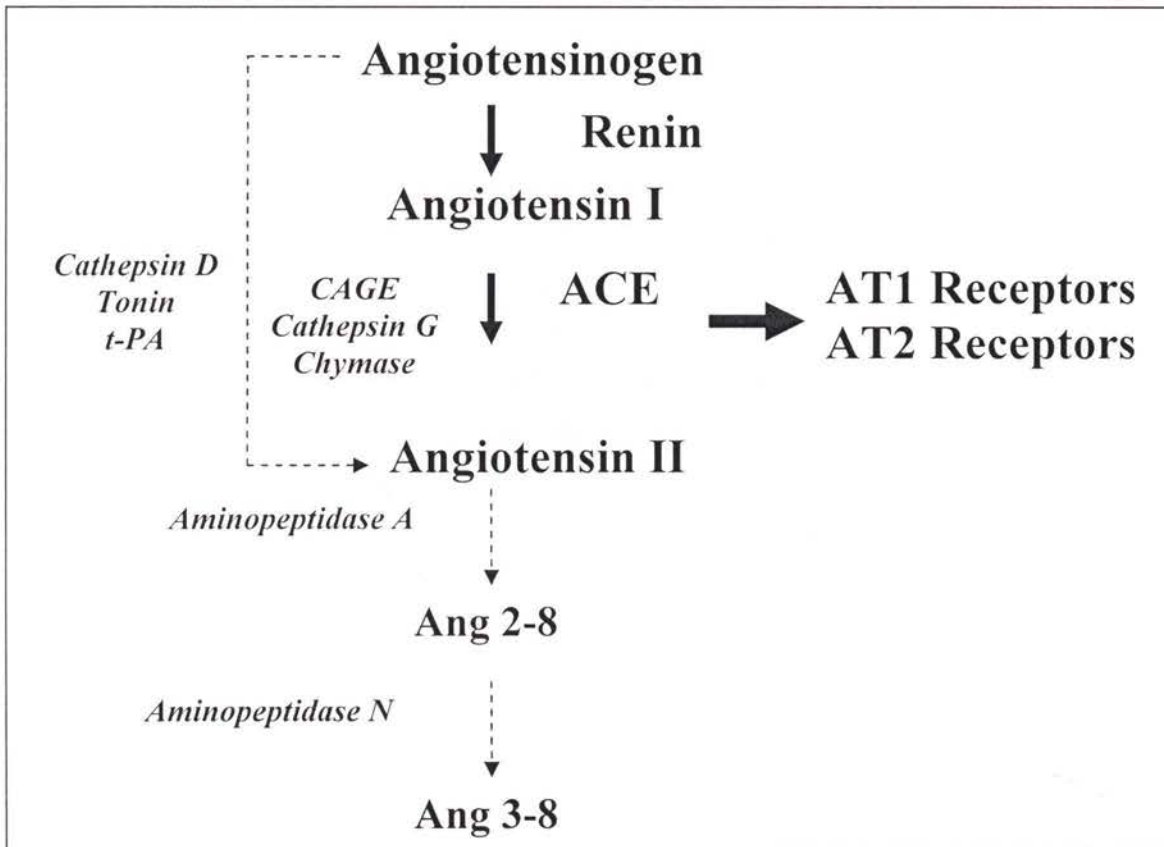 Angiotensinogen
Renin
Angiotensin I
Cathepsin D
Tonin
t-PA
CAGE
Cathepsin G
Chymase
ACE
AT1 Receptors
AT2 Receptors
Angiotensin II
Aminopeptidase A
Ang 2-8
Aminopeptidase N
Ang 3-8